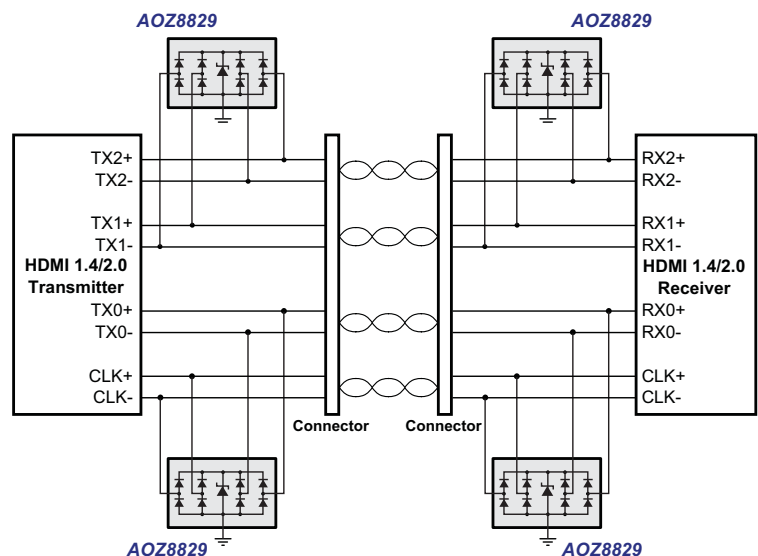 AOZ8829
AOZ8829
TX2+
TX2-
TX1+
TX1-
HDMI 1.4/2.0
Transmitter
TX0+
TX0-
CLK+
CLK-
RX2+
RX2-
RX1+
RX1-
HDMI 1.4/2.0
Receiver
RX0+
RX0-
CLK+
CLK-
Connector
Connector
AOZ8829
AOZ8829